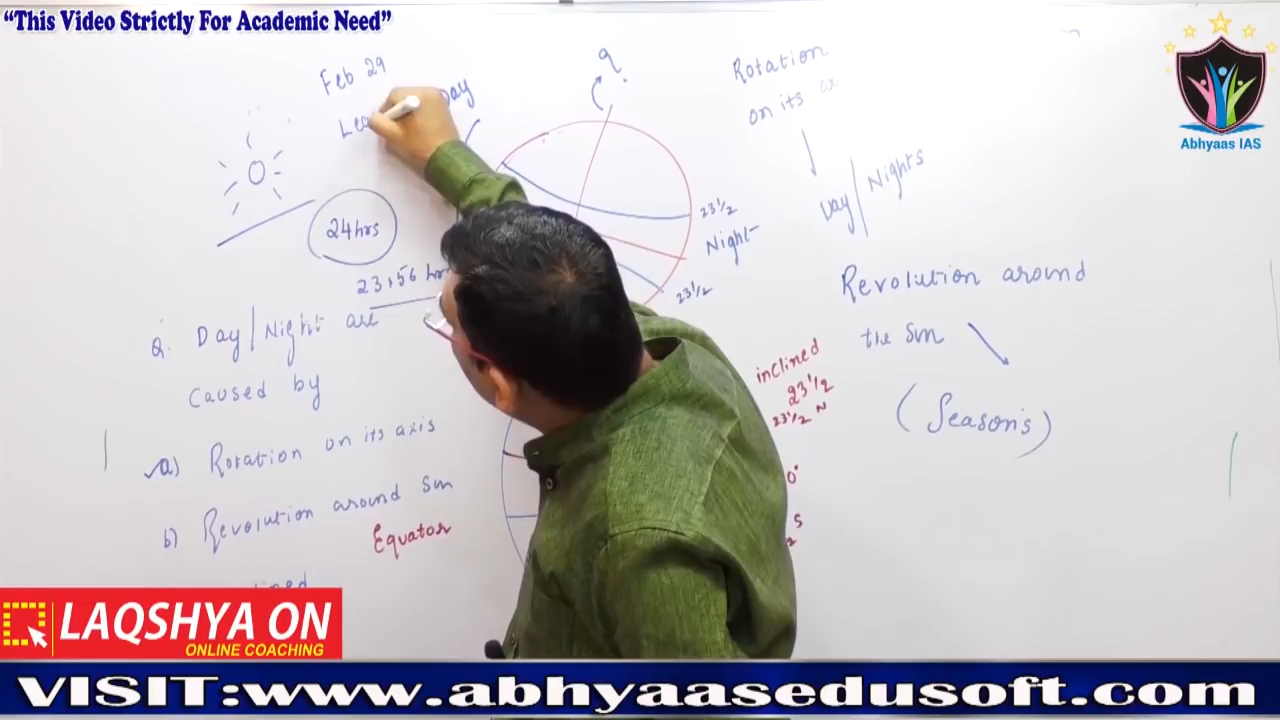 “This Video Strictly For Academic Need”
Feb 29
Day
q
Rotation
on its
Day/Nights
24hrs
23½
Night
23,56
23½
Q. Day/Night are
caused by
a) Rotation on its axis
b) Revolution around Sun
Equator
Revolution around
the Sun
(Seasons)
inclined
23½
23½ N
0°
S
Abhyaas IAS
LAQSHYA ON
ONLINE COACHING
VISIT:www.abhyaasedusoft.com